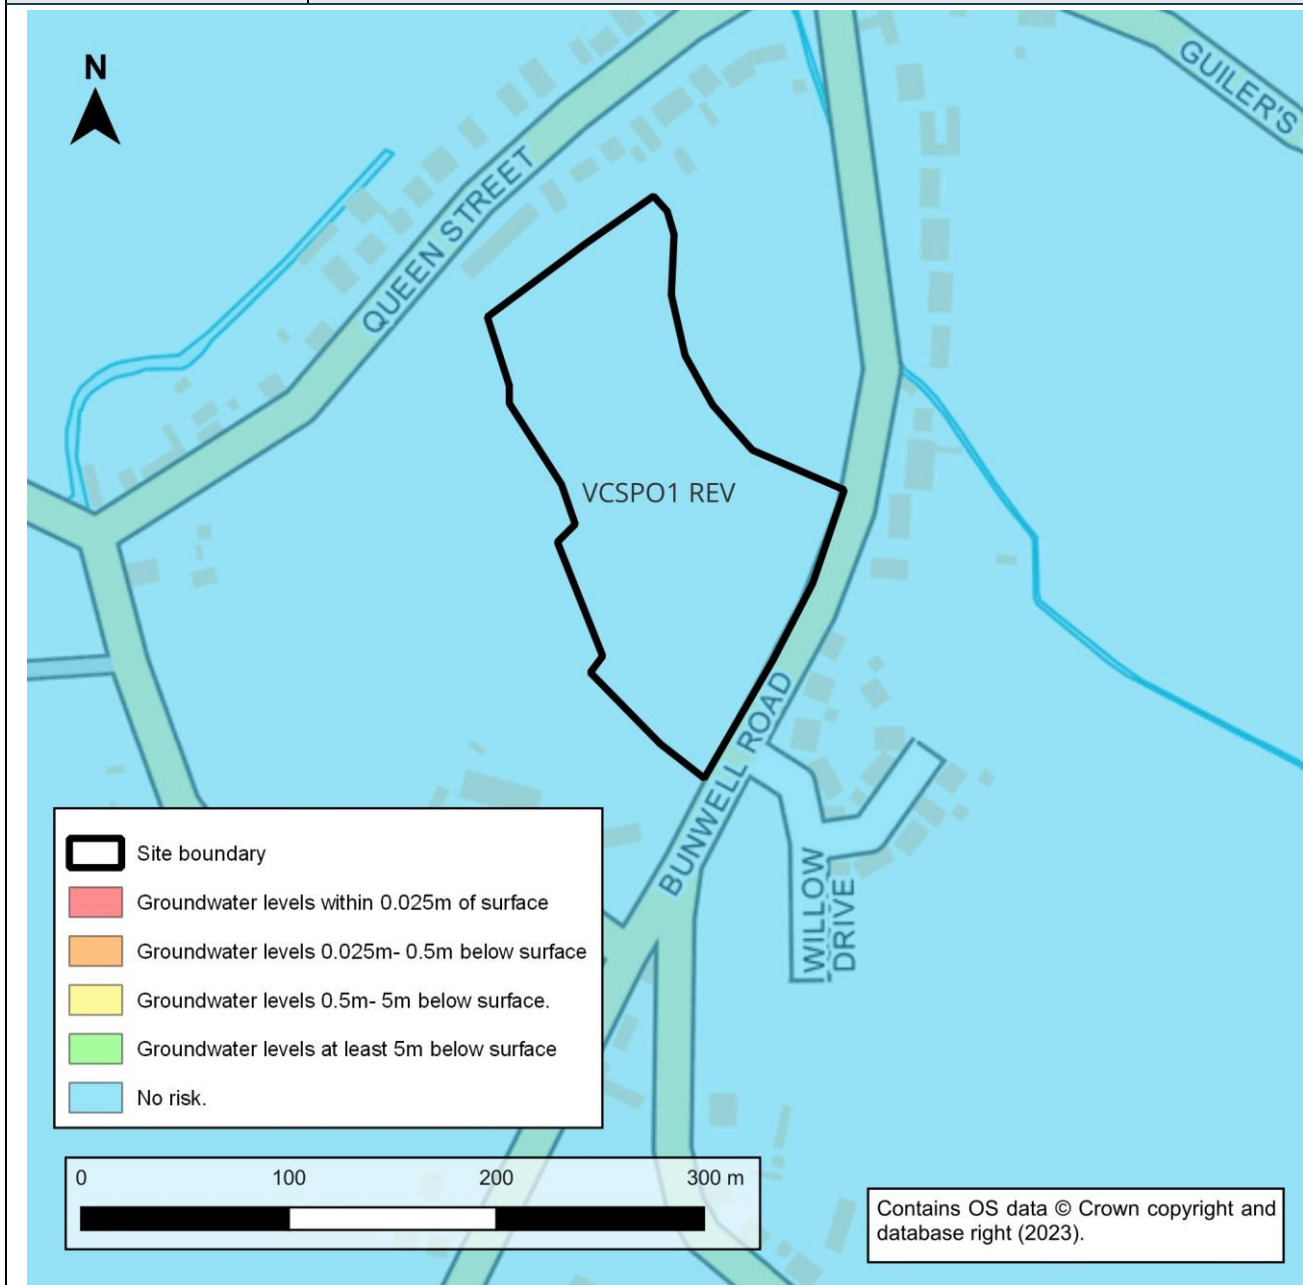 N
GUILER'S
QUEEN STREET
VCSPO1 REV
BUNWELL ROAD
WILLOW
DRIVE
Site boundary
Groundwater levels within 0.025m of surface
Groundwater levels 0.025m- 0.5m below surface
Groundwater levels 0.5m- 5m below surface.
Groundwater levels at least 5m below surface
No risk.
0 100 200 300 m
Contains OS data © Crown copyright and
database right (2023).